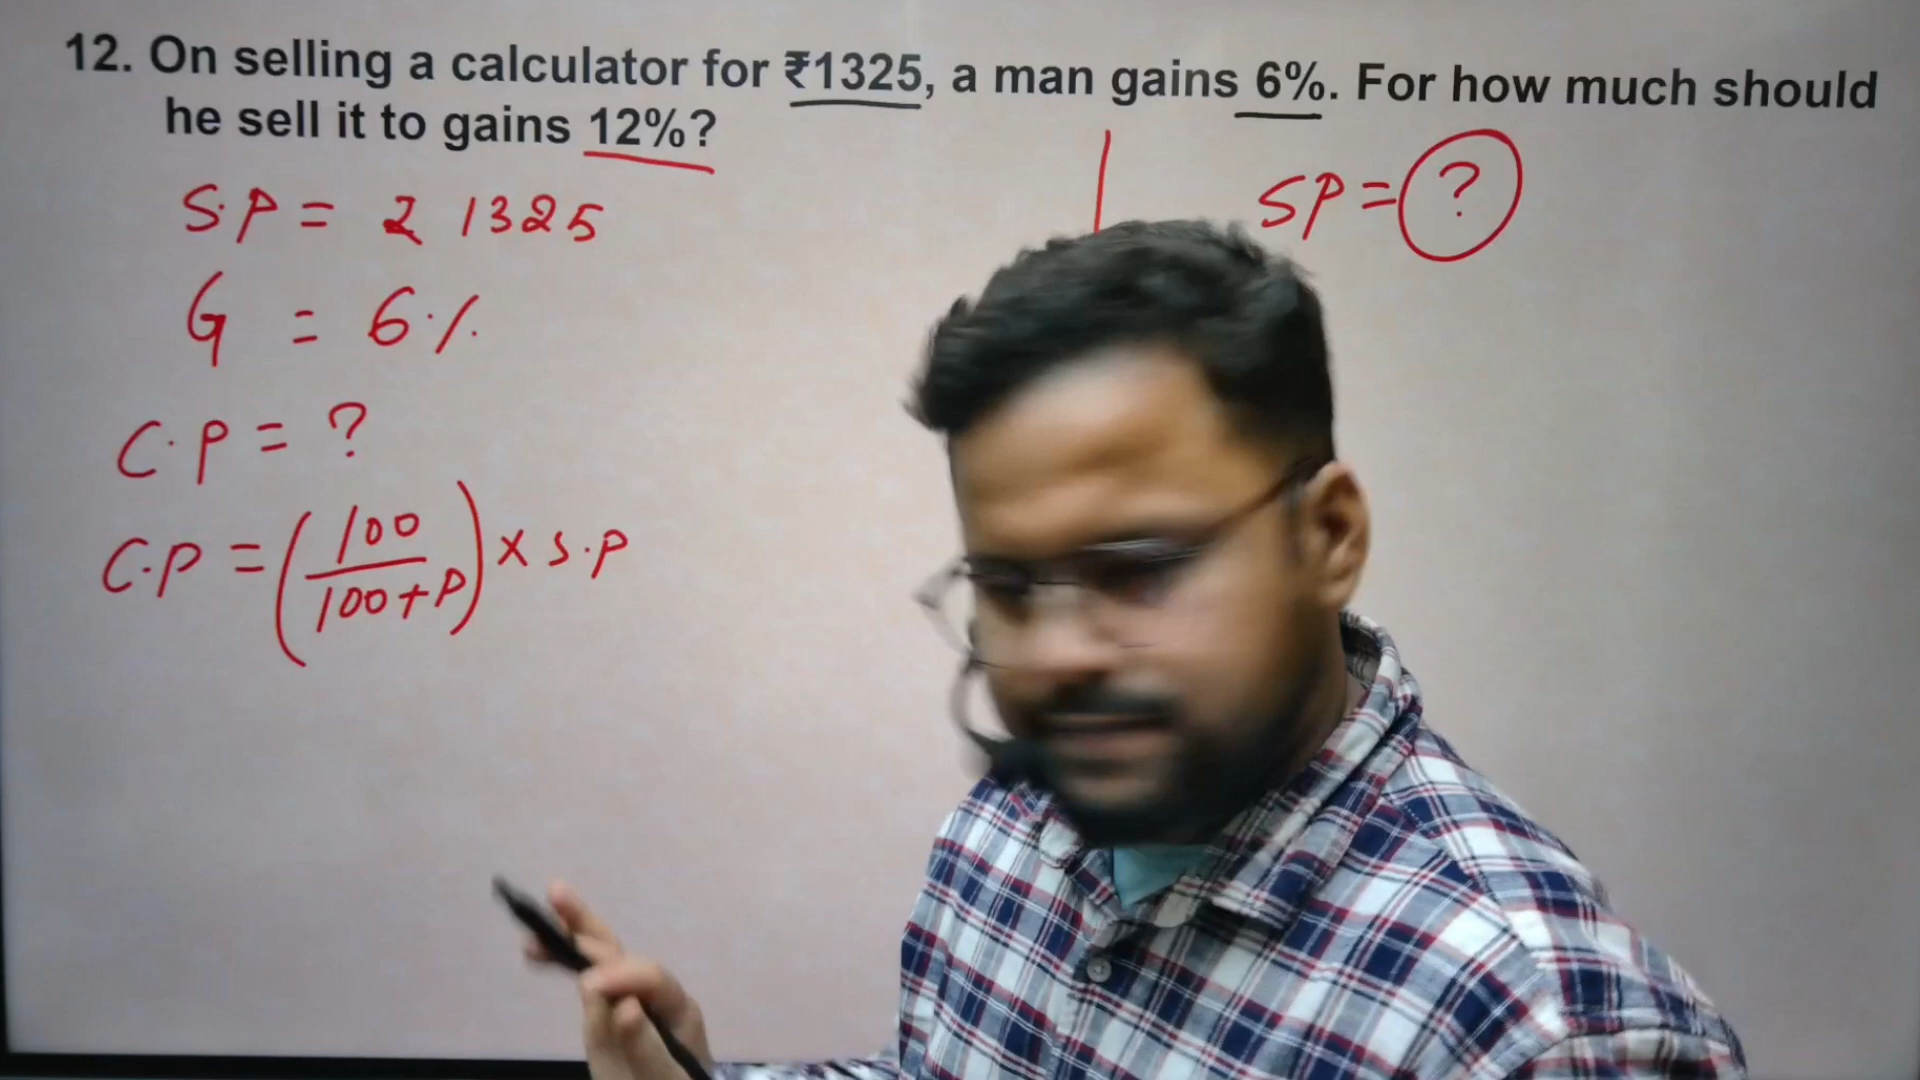 12. On selling a calculator for ₹1325, a man gains 6%. For how much should
he sell it to gains 12%?
S.P = ₹ 1325
SP = ?
G = 6%
C.P = ?
C.P = (100/100+P) × S.P